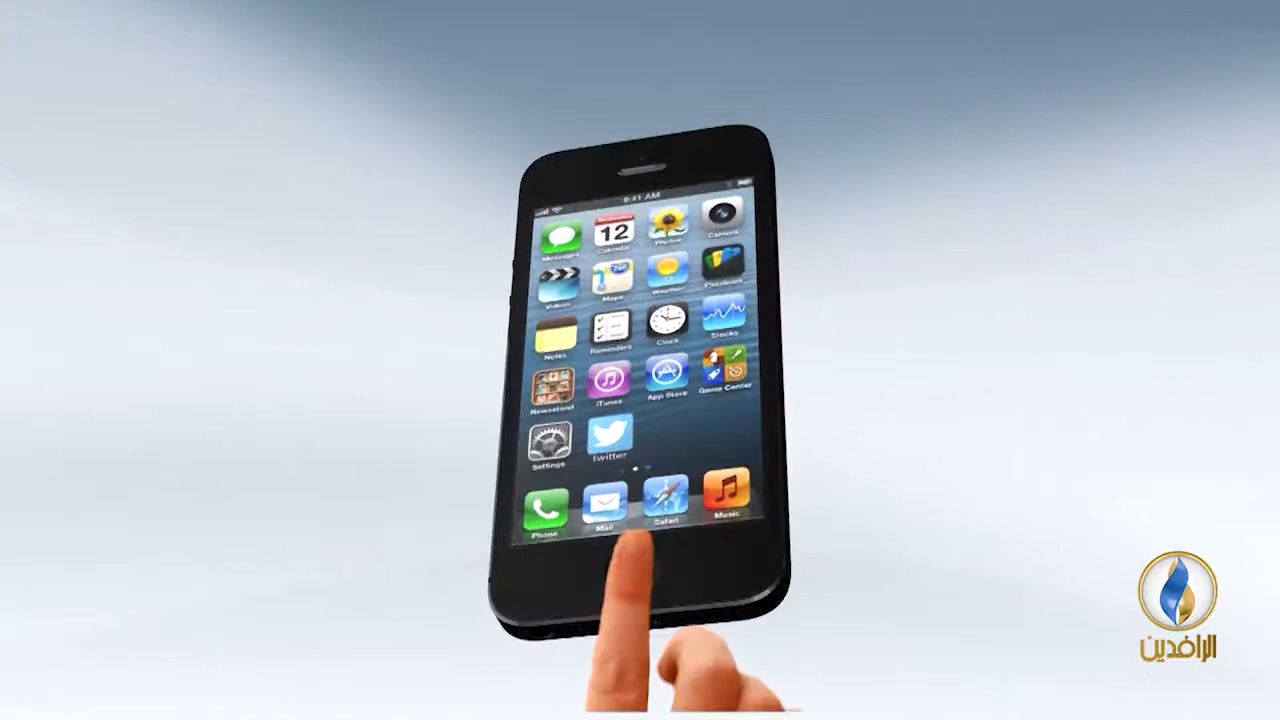 9:41 AM
12
Messages Calendar Photos Camera
280
Videos Maps Weather Passbook
Notes Reminders Clock Stocks
Newsstand iTunes App Store Game Center
Settings twitter
Phone Mail Safari Music
الرافدين